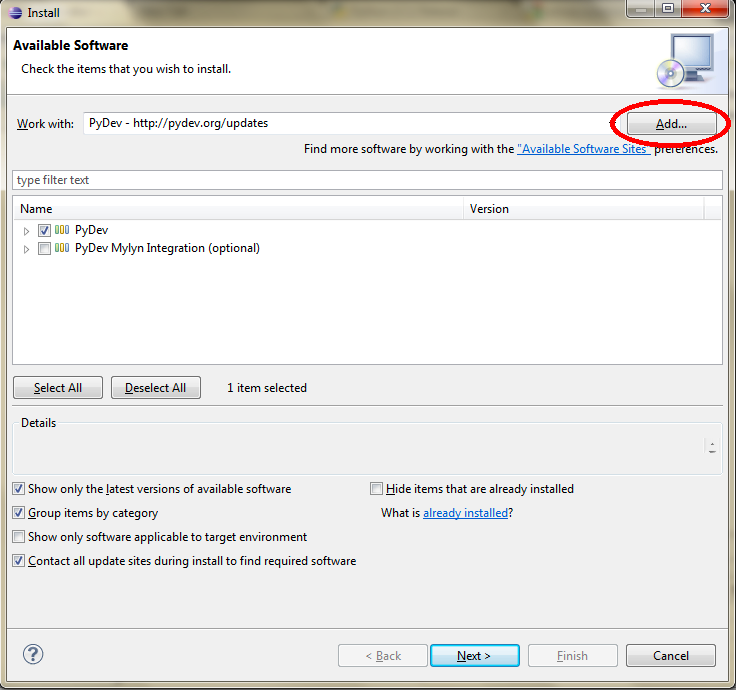 Install
Available Software
Check the items that you wish to install.
Work with: PyDev - http://pydev.org/updates Add...
Find more software by working with the "Available Software Sites" preferences.
type filter text
Name Version
PyDev
PyDev Mylyn Integration (optional)
Select All Deselect All 1 item selected
Details
Show only the latest versions of available software Hide items that are already installed
Group items by category What is already installed?
Show only software applicable to target environment
Contact all update sites during install to find required software
? < Back Next > Finish Cancel